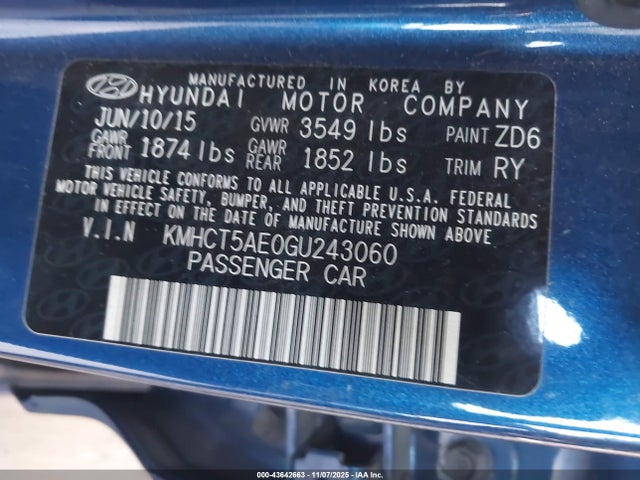 MANUFACTURED IN KOREA BY
HYUNDAI MOTOR COMPANY
JUN/10/15 GVWR 3549 lbs PAINT ZD6
GAWR FRONT 1874 lbs GAWR REAR 1852 lbs TRIM RY
THIS VEHICLE CONFORMS TO ALL APPLICABLE U.S.A. FEDERAL
MOTOR VEHICLE SAFETY, BUMPER, AND THEFT PREVENTION STANDARDS
IN EFFECT ON THE DATE OF MANUFACTURE SHOWN ABOVE.
V.I.N KMHCT5AE0GU243060
PASSENGER CAR
000-43642663 - 11/07/2025 - IAA Inc.